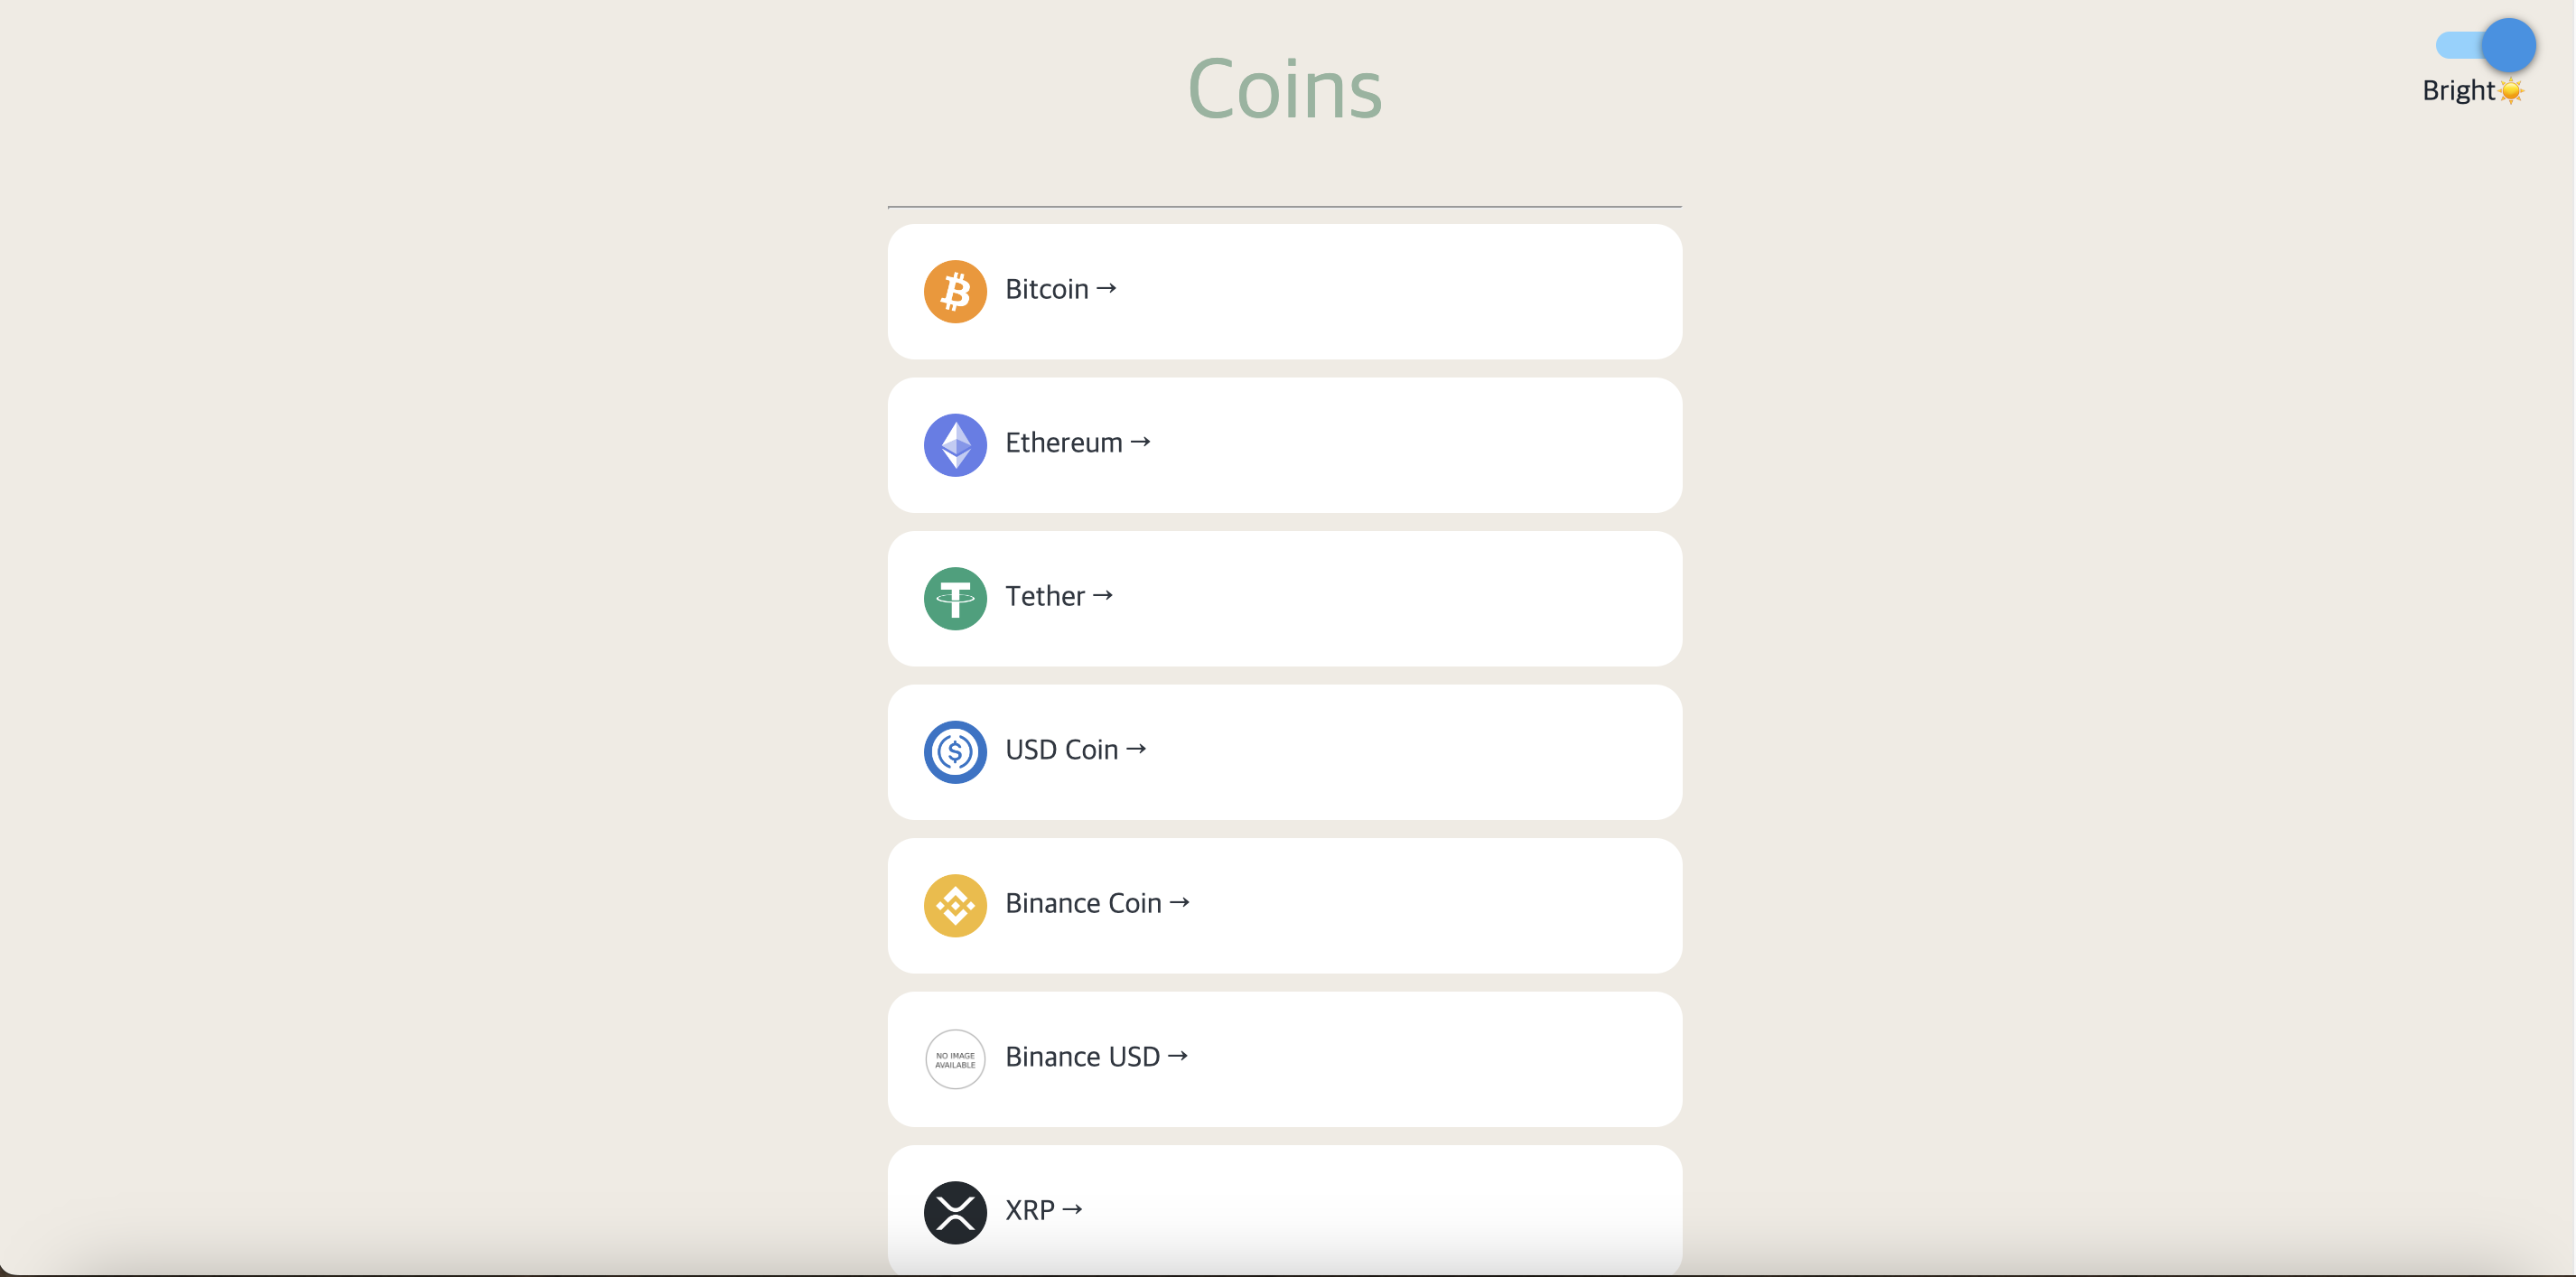 Coins
Bright☀️
Bitcoin →
Ethereum →
Tether →
USD Coin →
Binance Coin →
NO IMAGE
AVAILABLE
Binance USD →
XRP →